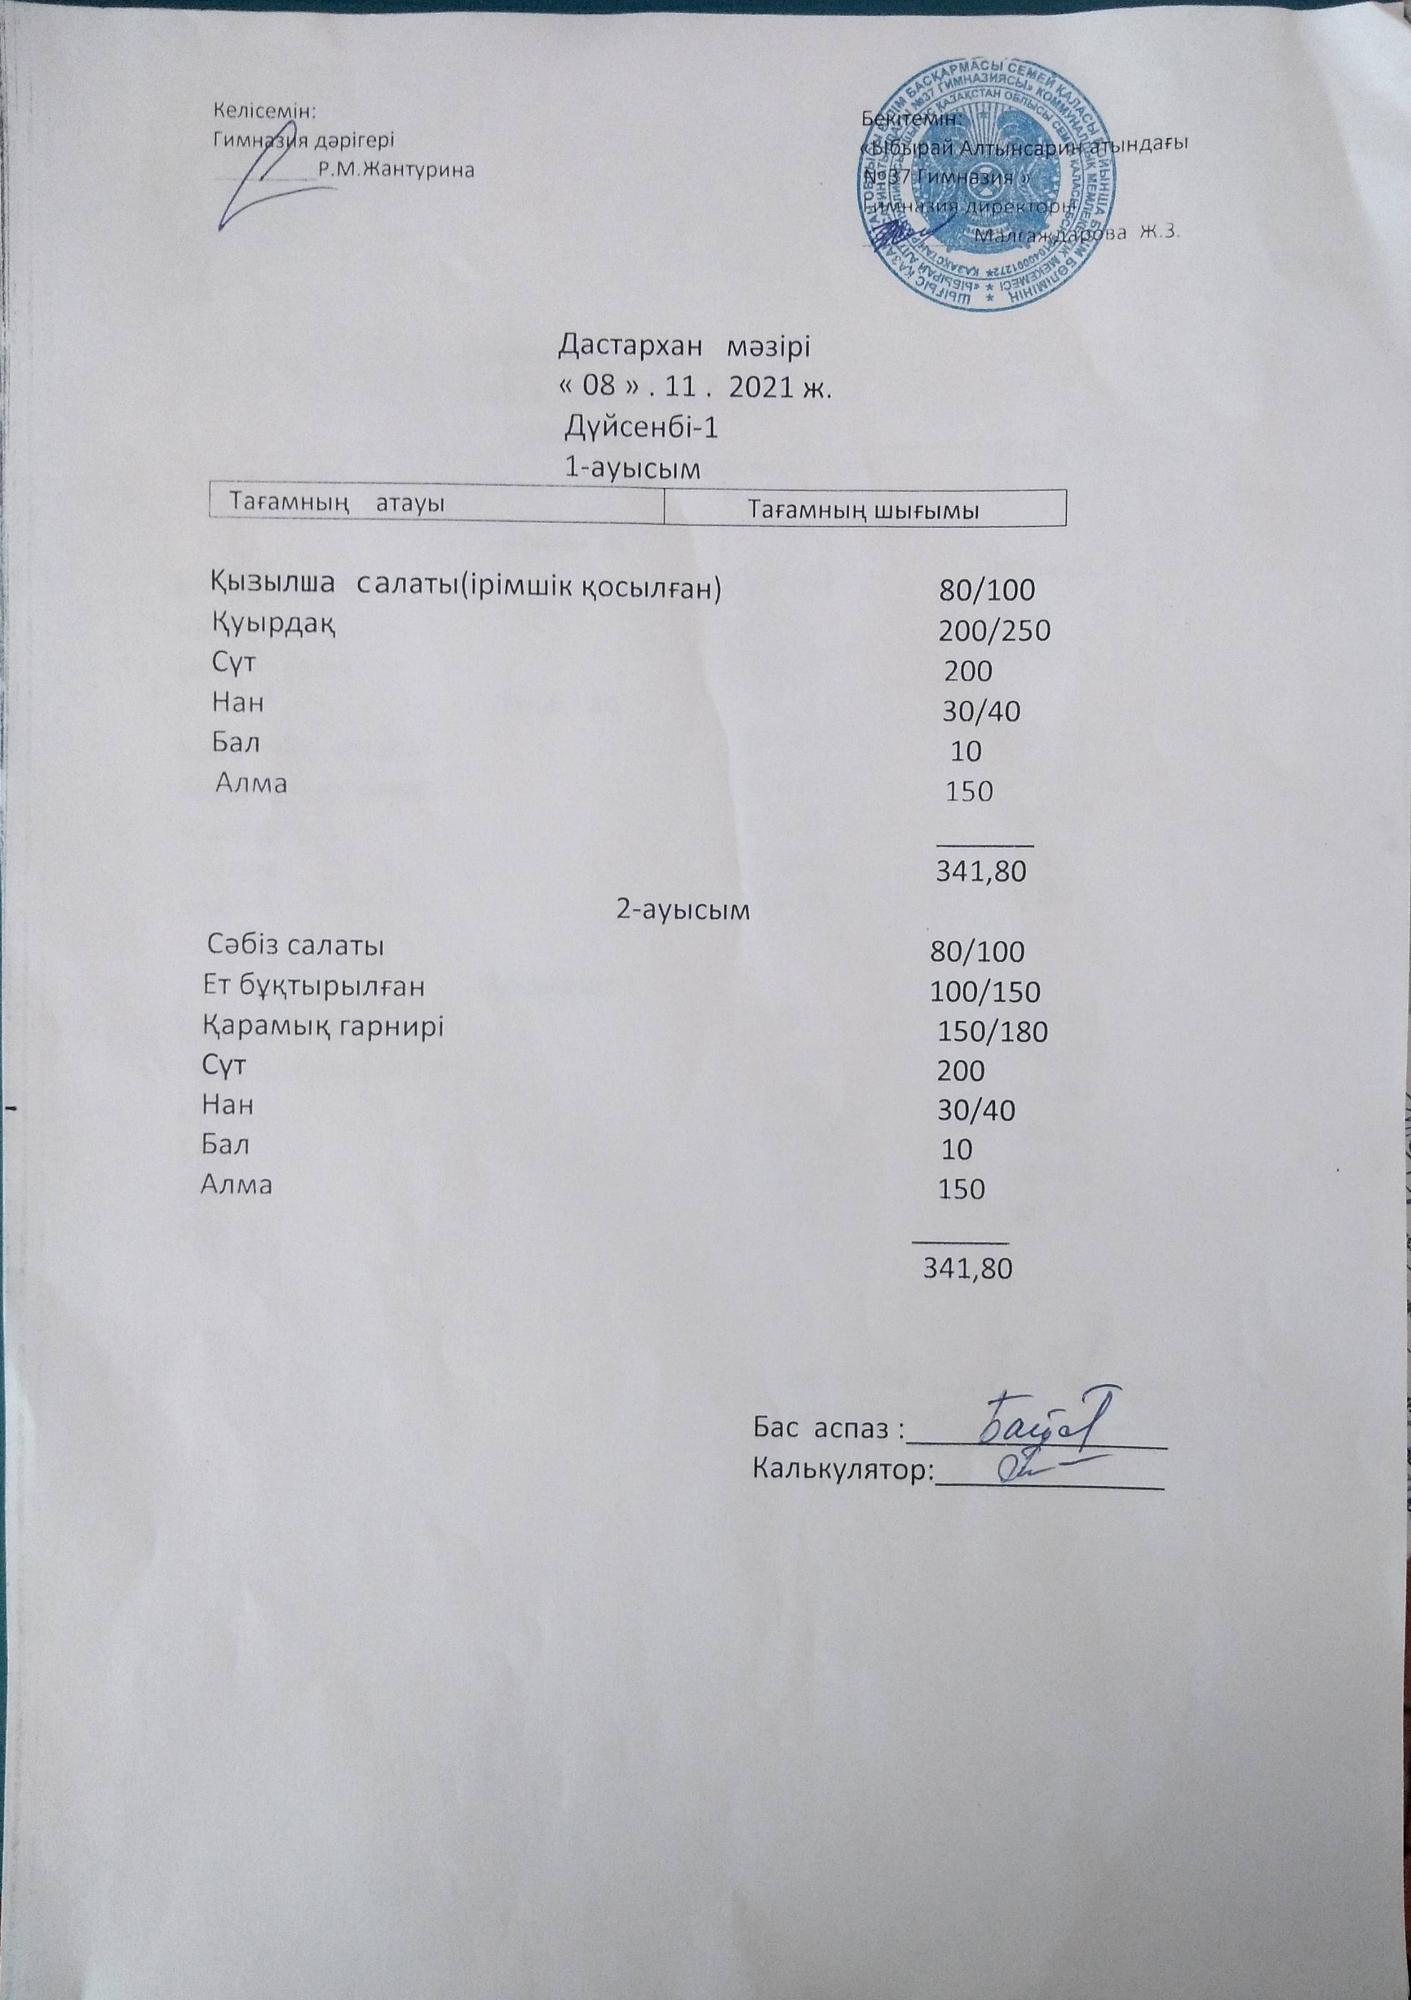 Келісемін:
Гимназия дәрігері
Р.М.Жантурина
Бекітемін:
«Ыбырай Алтынсарин атындағы
№37 Гимназия »
Гимназия директоры
Малгаждарова Ж.З.
Дастархан мәзірі
« 08 » . 11 . 2021 ж.
Дүйсенбі-1
1-ауысым
Тағамның атауы Тағамның шығымы
Қызылша салаты(ірімшік қосылған) 80/100
Қуырдақ 200/250
Сүт 200
Нан 30/40
Бал 10
Алма 150
341,80
2-ауысым
Сәбіз салаты 80/100
Ет бұқтырылған 100/150
Қарамық гарнирі 150/180
Сүт 200
Нан 30/40
Бал 10
Алма 150
341,80
Бас аспаз :
Калькулятор: